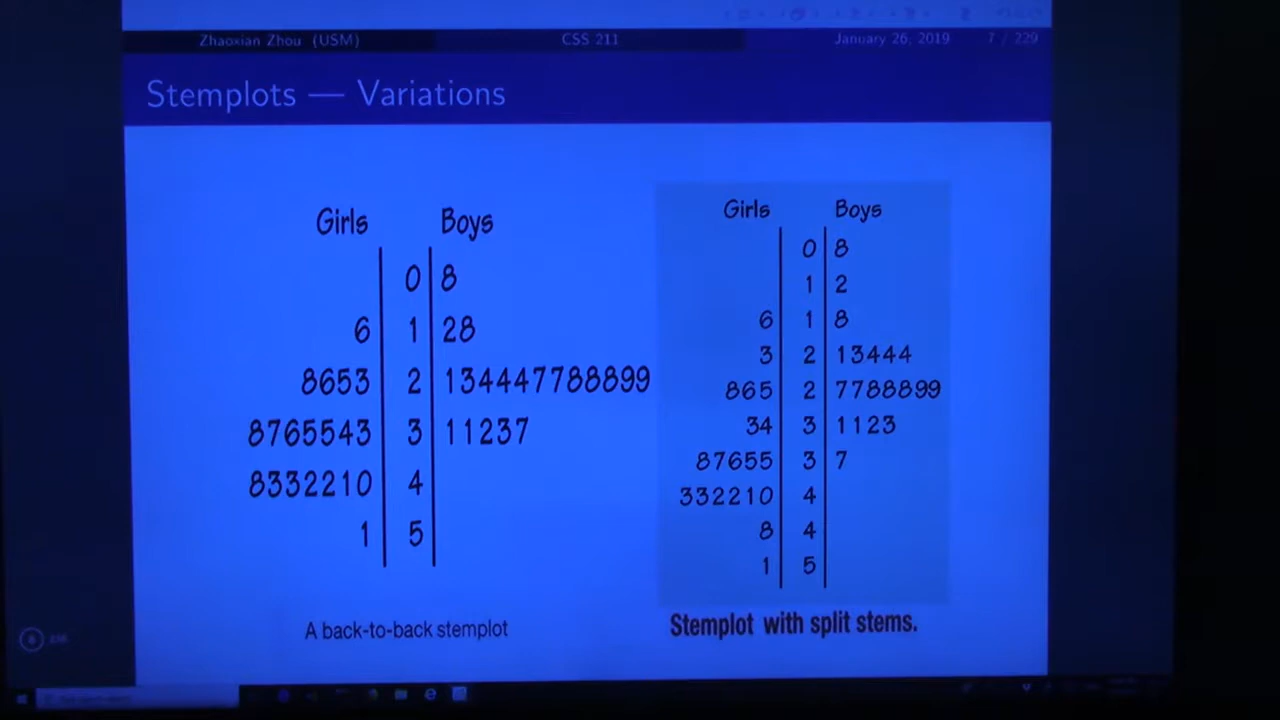 Zhaoxian Zhou (USM) CSS 211 January 26, 2019 7 / 229
Stemplots — Variations
Girls Boys
0 8
6 1 28
8653 2 134447788899
8765543 3 11237
8332210 4
1 5
A back-to-back stemplot
Girls Boys
0 8
1 2
6 1 8
3 2 13444
865 2 7788899
34 3 1123
87655 3 7
332210 4
8 4
1 5
Stemplot with split stems.